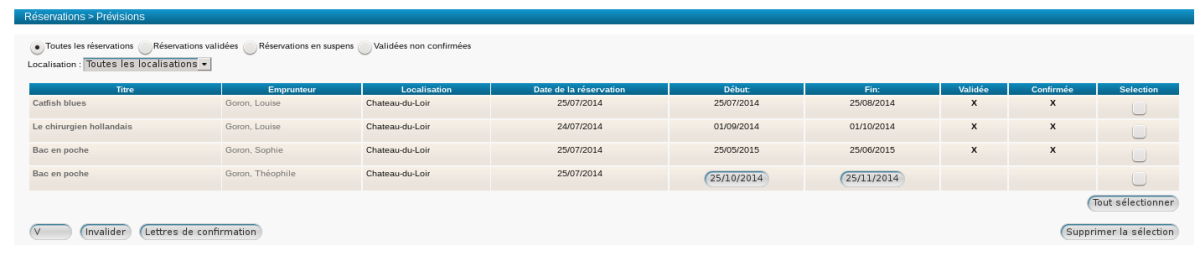 Réservations > Prévisions
Toutes les réservations Réservations validées Réservations en suspens Validées non confirmées
Localisation : Toutes les localisations
Titre Emprunteur Localisation Date de la réservation Début: Fin: Validée Confirmée Selection
Catfish blues Goron, Louise Chateau-du-Loir 25/07/2014 25/07/2014 25/08/2014 X X
Le chirurgien hollandais Goron, Louise Chateau-du-Loir 24/07/2014 01/09/2014 01/10/2014 X X
Bac en poche Goron, Sophie Chateau-du-Loir 25/07/2014 25/05/2015 25/06/2015 X X
Bac en poche Goron, Théophile Chateau-du-Loir 25/07/2014 25/10/2014 25/11/2014
Tout sélectionner
V Invalider Lettres de confirmation Supprimer la sélection